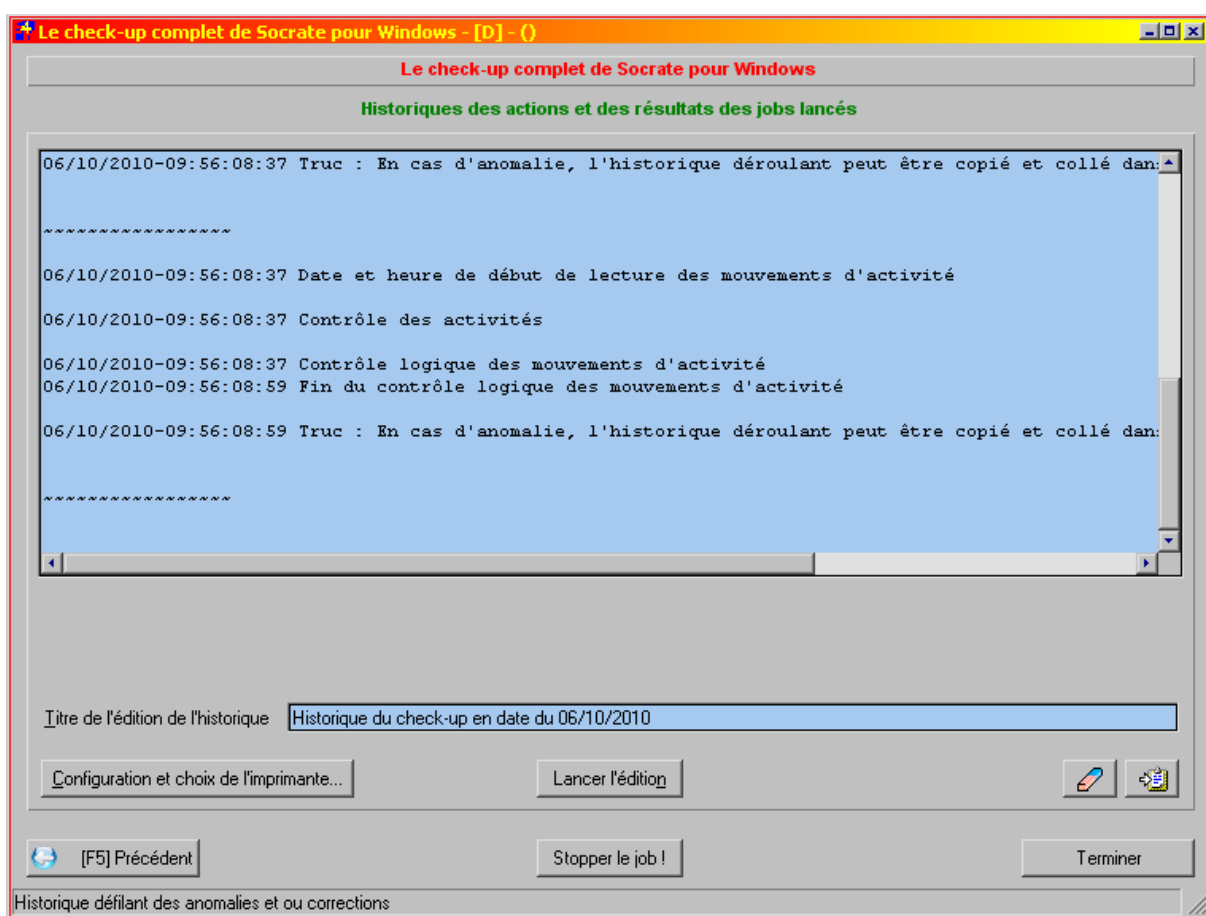 Le check-up complet de Socrate pour Windows - [D] - ()
Le check-up complet de Socrate pour Windows
Historiques des actions et des résultats des jobs lancés
06/10/2010-09:56:08:37 Truc : En cas d'anomalie, l'historique déroulant peut être copié et collé dan
~~~~~~~~~~~~~~~~~
06/10/2010-09:56:08:37 Date et heure de début de lecture des mouvements d'activité
06/10/2010-09:56:08:37 Contrôle des activités
06/10/2010-09:56:08:37 Contrôle logique des mouvements d'activité
06/10/2010-09:56:08:59 Fin du contrôle logique des mouvements d'activité
06/10/2010-09:56:08:59 Truc : En cas d'anomalie, l'historique déroulant peut être copié et collé dan
~~~~~~~~~~~~~~~~~
Titre de l'édition de l'historique Historique du check-up en date du 06/10/2010
Configuration et choix de l'imprimante... Lancer l'édition
[F5] Précédent Stopper le job ! Terminer
Historique défilant des anomalies et ou corrections